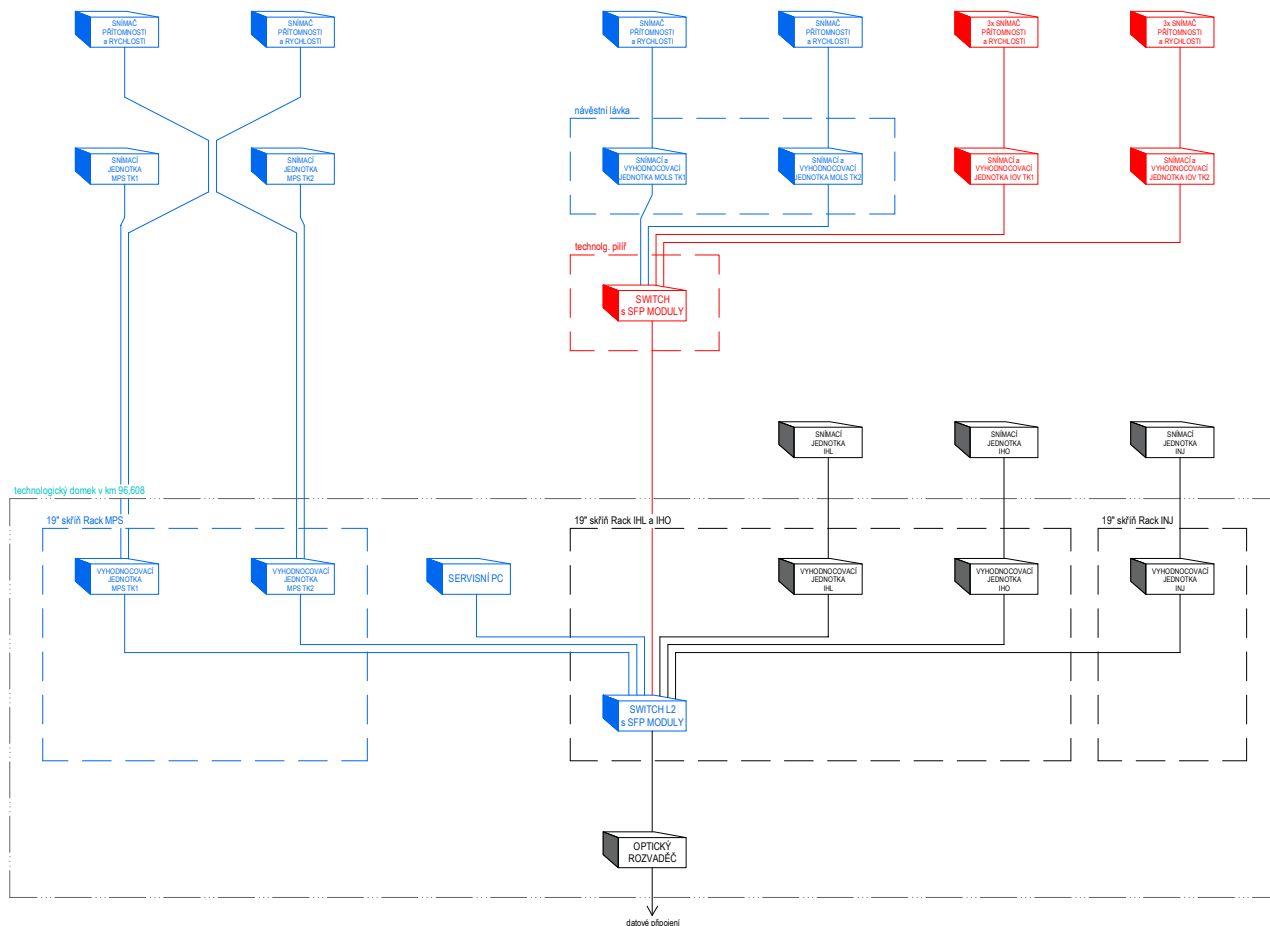 SNÍMAČ
PŘÍTOMNOSTI
a RYCHLOSTI
SNÍMAČ
PŘÍTOMNOSTI
a RYCHLOSTI
SNÍMAČ
PŘÍTOMNOSTI
a RYCHLOSTI
SNÍMAČ
PŘÍTOMNOSTI
a RYCHLOSTI
3x SNÍMAČ
PŘÍTOMNOSTI
a RYCHLOSTI
3x SNÍMAČ
PŘÍTOMNOSTI
a RYCHLOSTI
návěstní lávka
SNÍMACÍ
JEDNOTKA
MPS TK1
SNÍMACÍ
JEDNOTKA
MPS TK2
SNÍMACÍ a
VYHODNOCOVACÍ
JEDNOTKA MOLS TK1
SNÍMACÍ a
VYHODNOCOVACÍ
JEDNOTKA MOLS TK2
SNÍMACÍ a
VYHODNOCOVACÍ
JEDNOTKA IOV TK1
SNÍMACÍ a
VYHODNOCOVACÍ
JEDNOTKA IOV TK2
technolg. pilíř
SWITCH
s SFP MODULY
SNÍMACÍ
JEDNOTKA
IHL
SNÍMACÍ
JEDNOTKA
IHO
SNÍMACÍ
JEDNOTKA
INJ
technologický domek v km 96,608
19" skříň Rack MPS
19" skříň Rack IHL a IHO
19" skříň Rack INJ
VYHODNOCOVACÍ
JEDNOTKA
MPS TK1
VYHODNOCOVACÍ
JEDNOTKA
MPS TK2
SERVISNÍ PC
VYHODNOCOVACÍ
JEDNOTKA
IHL
VYHODNOCOVACÍ
JEDNOTKA
IHO
VYHODNOCOVACÍ
JEDNOTKA
INJ
SWITCH L2
s SFP MODULY
OPTICKÝ
ROZVADĚČ
datové připojení